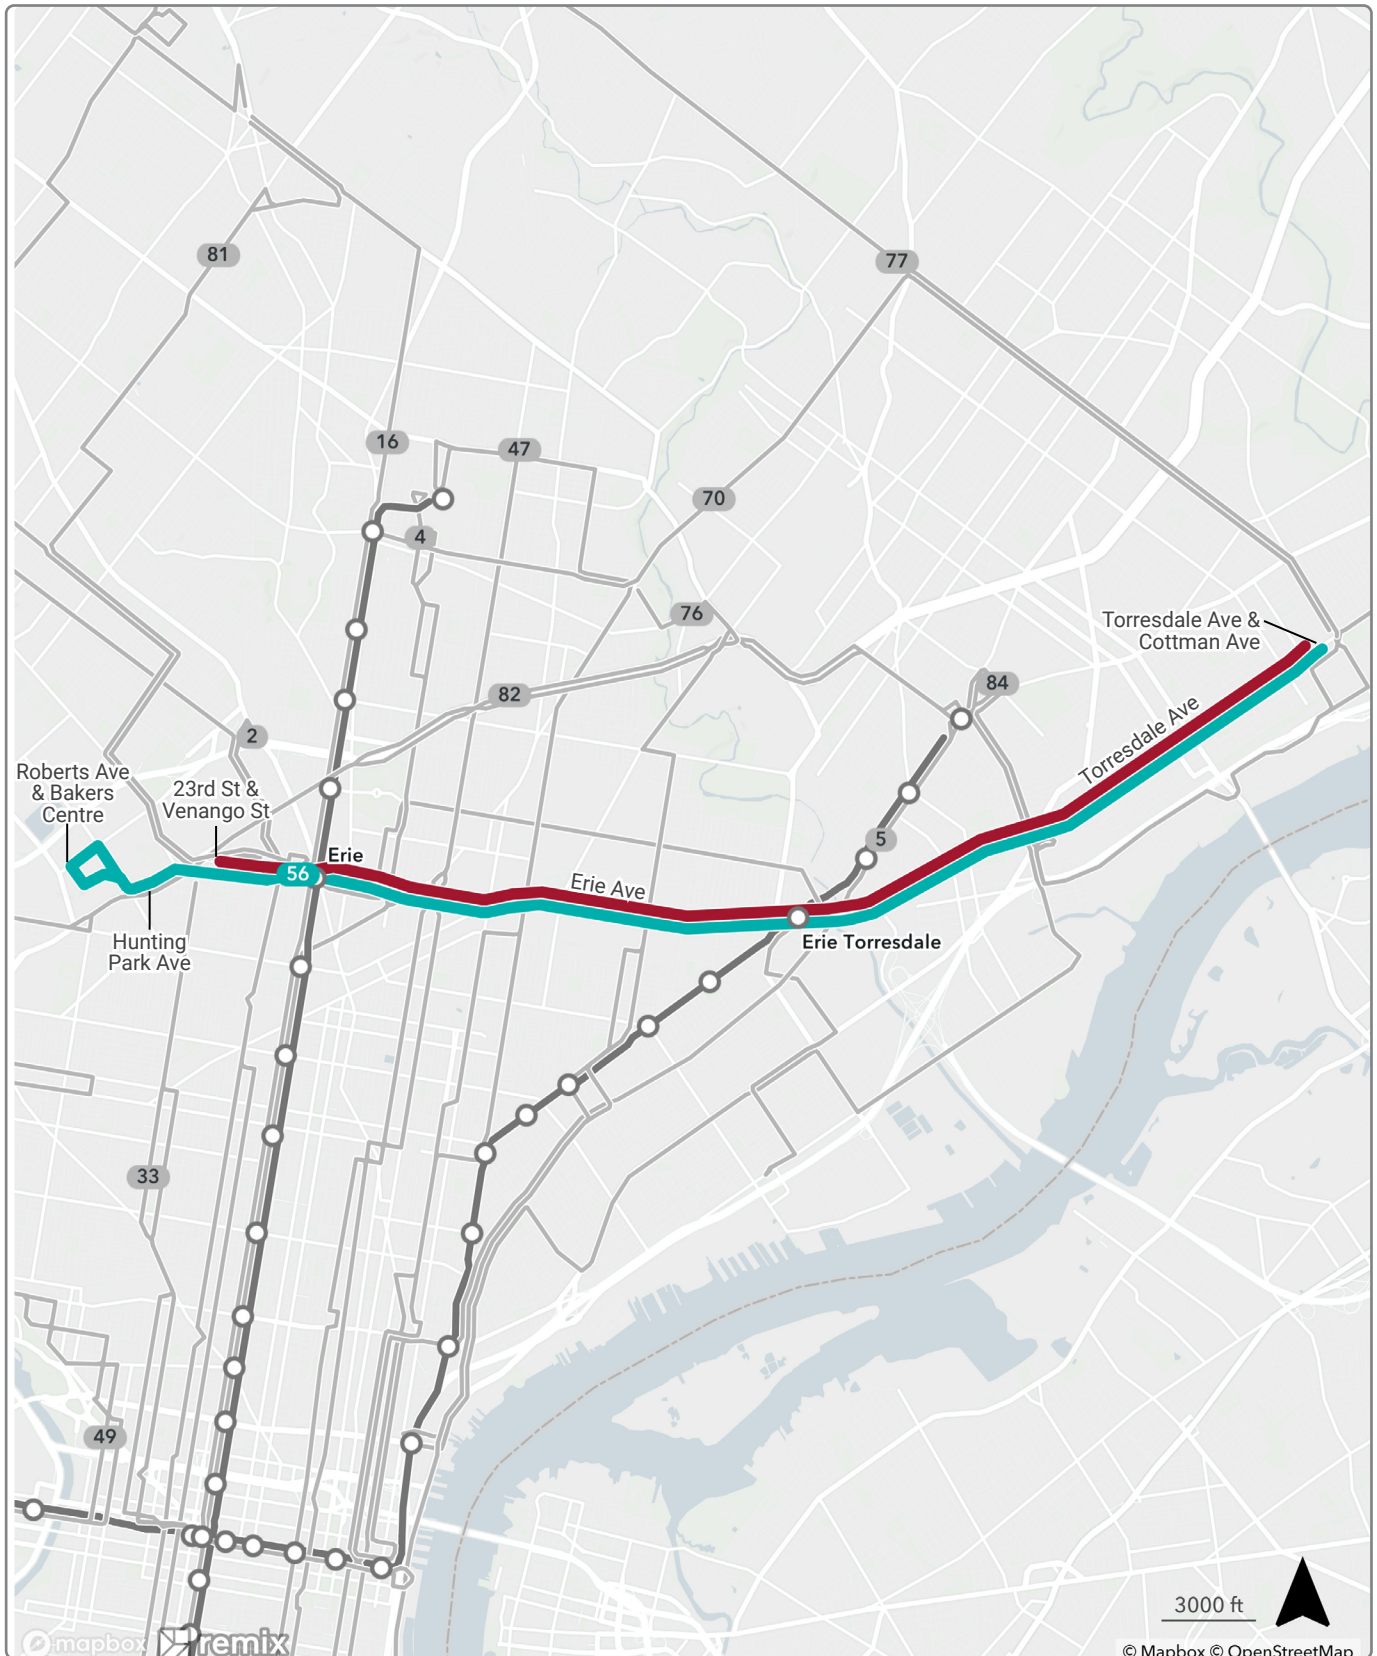 81
77
16
47
70
4
76
Torresdale Ave &
Cottman Ave
82
84
Torresdale Ave
2
Roberts Ave
& Bakers
Centre
23rd St &
Venango St
5
Erie
56
Erie Ave
Hunting
Park Ave
Erie Torresdale
33
49
3000 ft
mapbox
remix
© Mapbox © OpenStreetMap